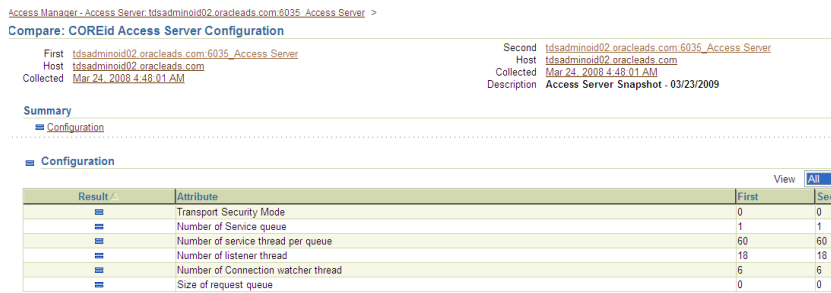 Access Manager - Access Server: tdsadminoid02.oracleads.com:6035_Access Server >
Compare: COREid Access Server Configuration
First tdsadminoid02.oracleads.com:6035_Access Server
Host tdsadminoid02.oracleads.com
Collected Mar 24, 2008 4:48:01 AM
Second tdsadminoid02.oracleads.com:6035_Access Server
Host tdsadminoid02.oracleads.com
Collected Mar 24, 2008 4:48:01 AM
Description Access Server Snapshot - 03/23/2009
Summary
Configuration
Configuration
View All
Result Attribute First Sec
Transport Security Mode 0 0
Number of Service queue 1 1
Number of service thread per queue 60 60
Number of listener thread 18 18
Number of Connection watcher thread 6 6
Size of request queue 0 0